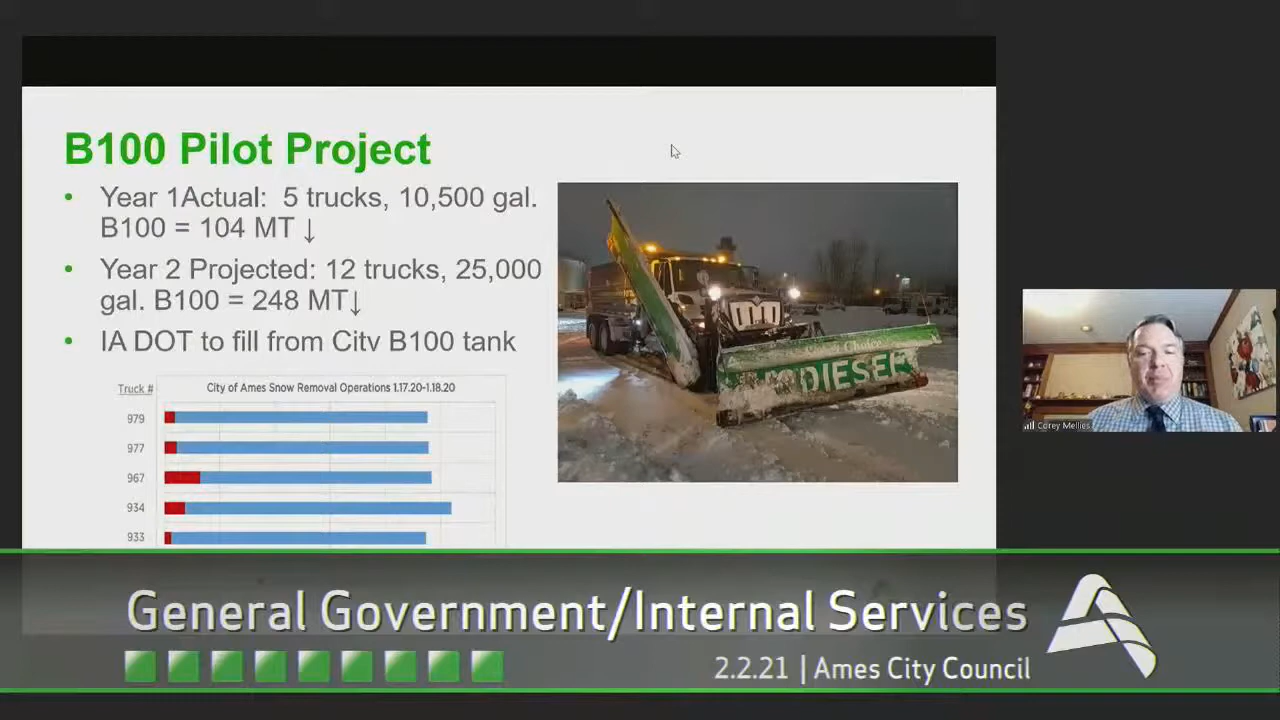 B100 Pilot Project
• Year 1Actual: 5 trucks, 10,500 gal.
B100 = 104 MT ↓
• Year 2 Projected: 12 trucks, 25,000
gal. B100 = 248 MT↓
• IA DOT to fill from City B100 tank
Truck #
City of Ames Snow Removal Operations 1.17.20-1.18.20
979
977
967
934
933
Choice
DIESEL
Corey Mellies
General Government/Internal Services
2.2.21 | Ames City Council